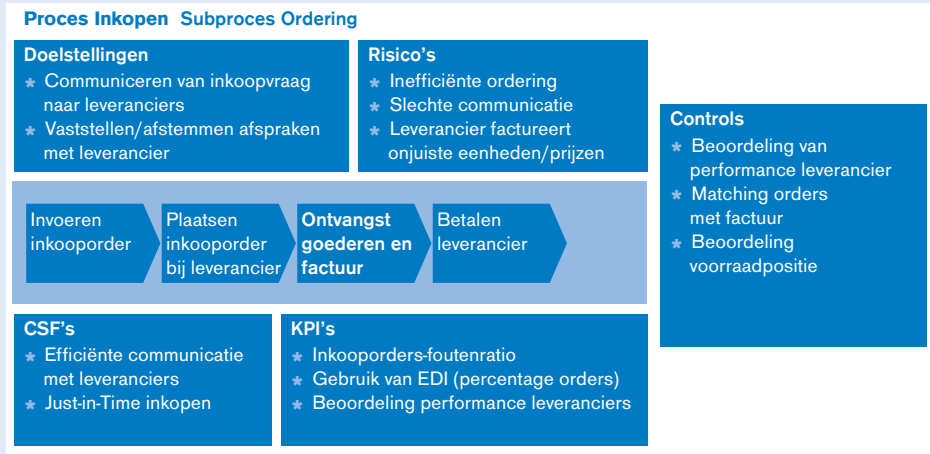 Proces Inkopen Subproces Ordering
Doelstellingen
* Communiceren van inkoopvraag
naar leveranciers
* Vaststellen/afstemmen afspraken
met leverancier
Risico's
* Inefficiënte ordering
* Slechte communicatie
* Leverancier factureert
onjuiste eenheden/prijzen
Controls
* Beoordeling van
performance leverancier
* Matching orders
met factuur
* Beoordeling
voorraadpositie
Invoeren
inkooporder
Plaatsen
inkooporder
bij leverancier
Ontvangst
goederen en
factuur
Betalen
leverancier
CSF's
* Efficiënte communicatie
met leveranciers
* Just-in-Time inkopen
KPI's
* Inkooporders-foutenratio
* Gebruik van EDI (percentage orders)
* Beoordeling performance leveranciers